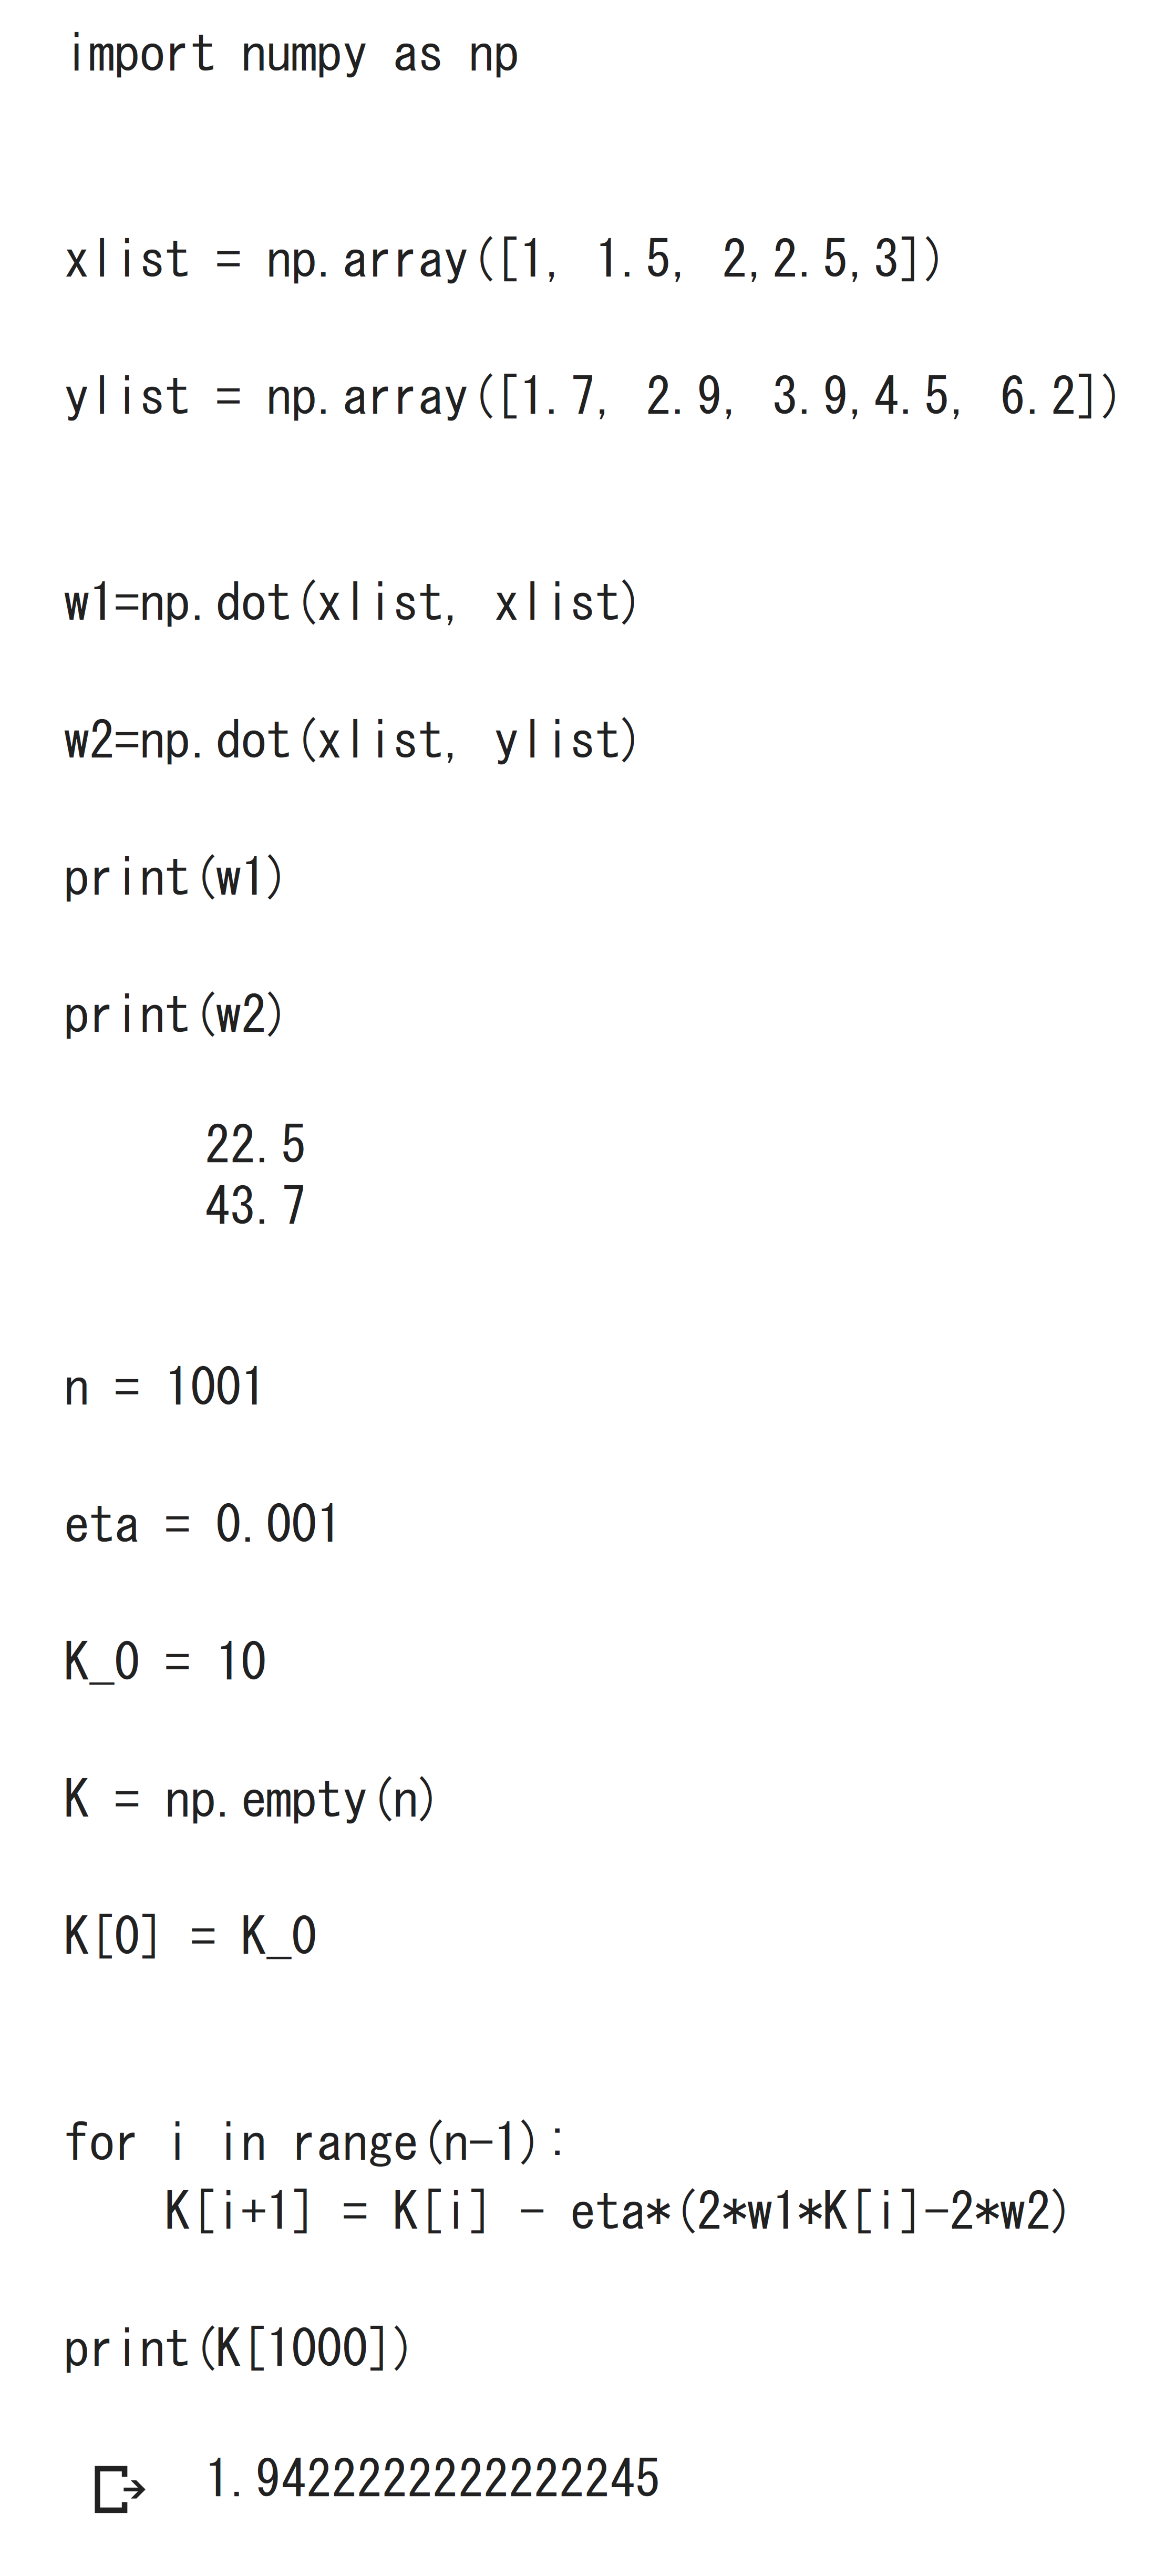 import numpy as np
xlist = np.array([1, 1.5, 2,2.5,3])
ylist = np.array([1.7, 2.9, 3.9,4.5, 6.2])
w1=np.dot(xlist, xlist)
w2=np.dot(xlist, ylist)
print(w1)
print(w2)
22.5
43.7
n = 1001
eta = 0.001
K_0 = 10
K = np.empty(n)
K[0] = K_0
for i in range(n-1):
    K[i+1] = K[i] - eta*(2*w1*K[i]-2*w2)
print(K[1000])
1.9422222222222245